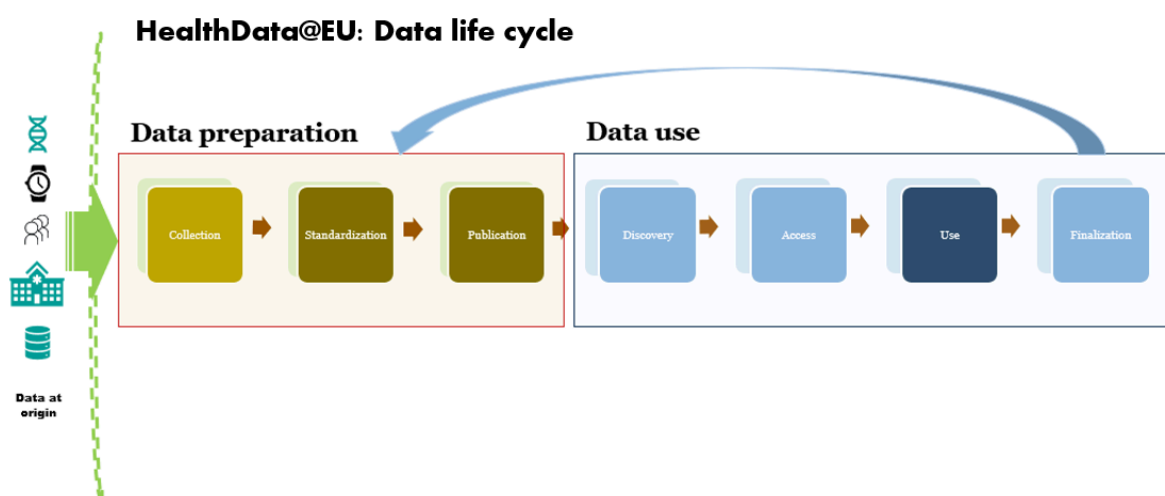 HealthData@EU: Data life cycle
Data preparation
Data use
Collection
Standardization
Publication
Discovery
Access
Use
Finalization
Data at
origin